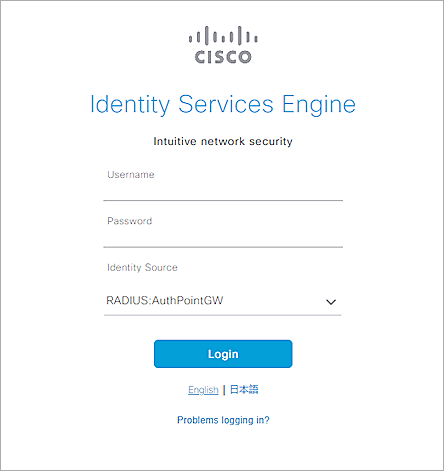 CISCO
Identity Services Engine
Intuitive network security
Username
Password
Identity Source
RADIUS:AuthPointGW
Login
English | 日本語
Problems logging in?